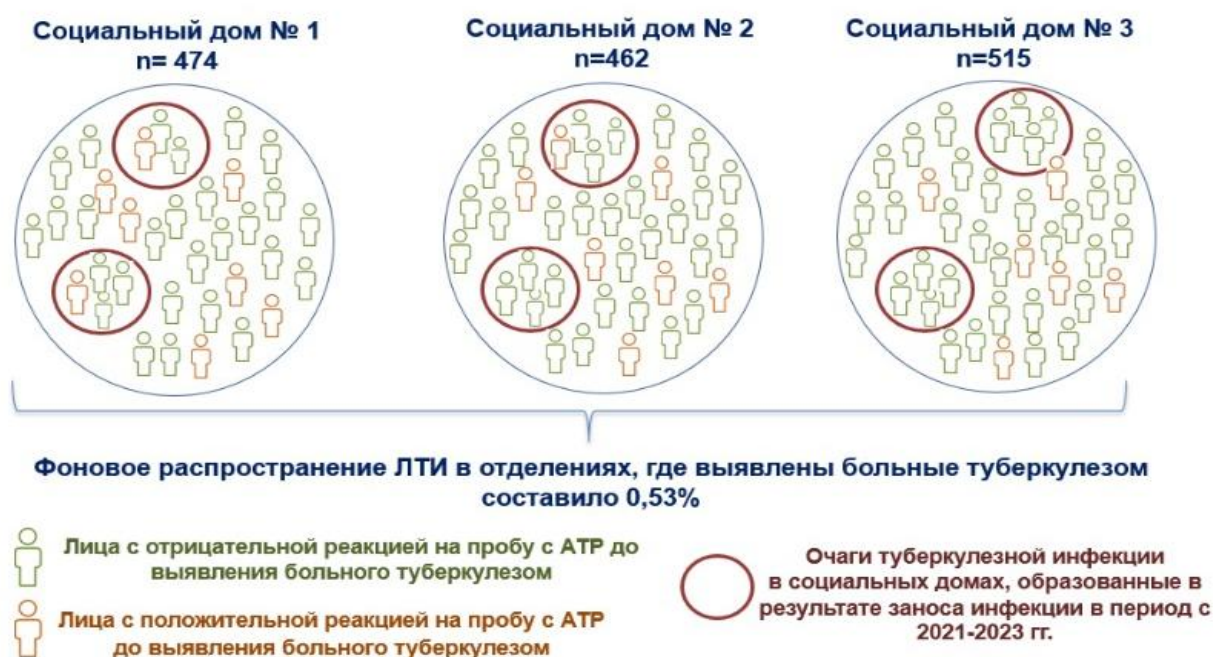 Социальный дом № 1
n= 474
Социальный дом № 2
n=462
Социальный дом № 3
n=515
Фоновое распространение ЛТИ в отделениях, где выявлены больные туберкулезом
составило 0,53%
Лица с отрицательной реакцией на пробу с АТР до
выявления больного туберкулезом
Лица с положительной реакцией на пробу с АТР
до выявления больного туберкулезом
Очаги туберкулезной инфекции
в социальных домах, образованные в
результате заноса инфекции в период с
2021-2023 гг.